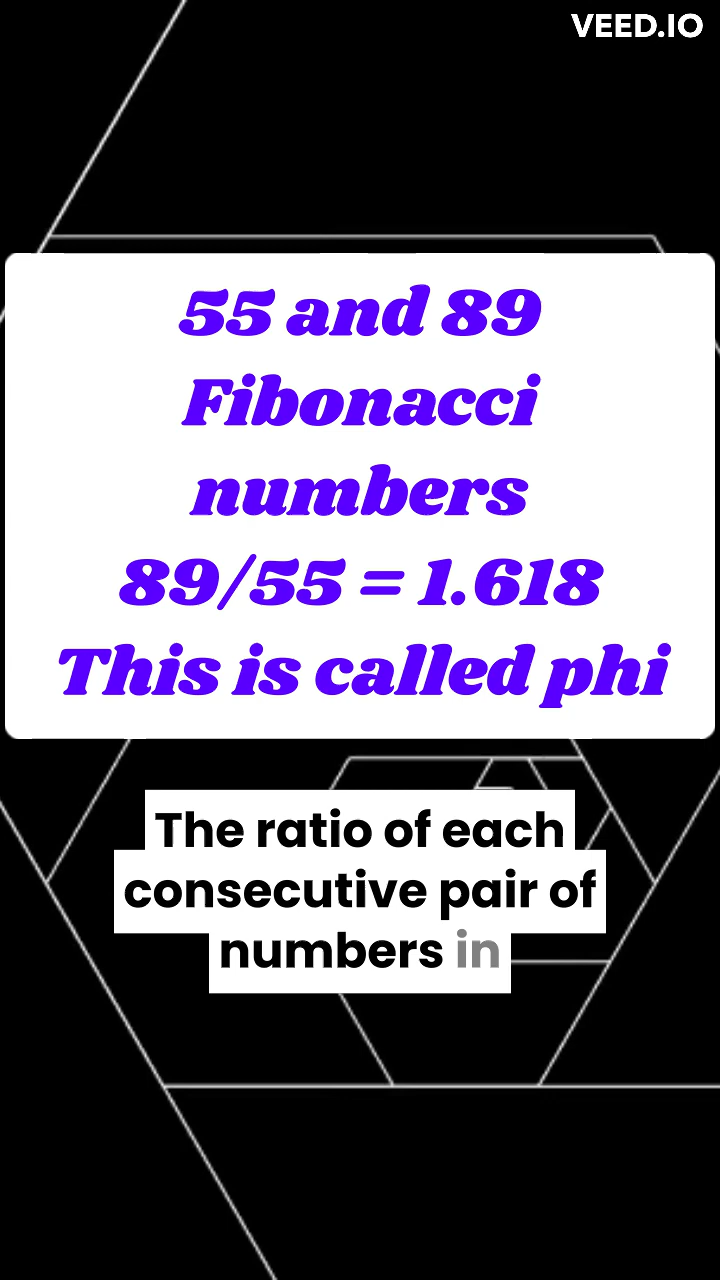 VEED.IO
55 and 89
Fibonacci
numbers
89/55 = 1.618
This is called phi
The ratio of each
consecutive pair of
numbers in